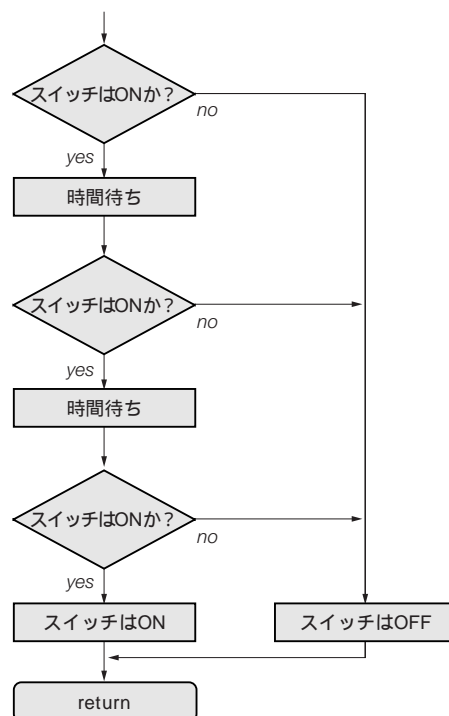 スイッチはONか？
no
yes
時間待ち
スイッチはONか？
no
yes
時間待ち
スイッチはONか？
no
yes
スイッチはON
スイッチはOFF
return